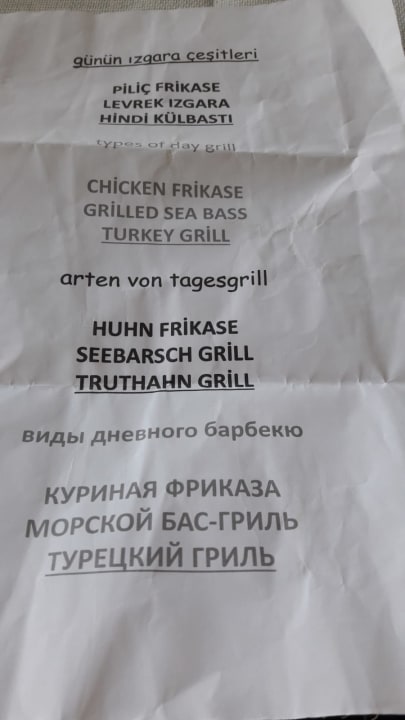 günün ızgara çeşitleri
PİLİÇ FRİKASE
LEVREK IZGARA
HİNDİ KÜLBASTI
types of day grill
CHİCKEN FRİKASE
GRİLLED SEA BASS
TURKEY GRİLL
arten von tagesgrill
HUHN FRİKASE
SEEBARSCH GRİLL
TRUTHAHN GRİLL
виды дневного барбекю
КУРИНАЯ ФРИКАЗА
МОРСКОЙ БАС-ГРИЛЬ
ТУРЕЦКИЙ ГРИЛЬ